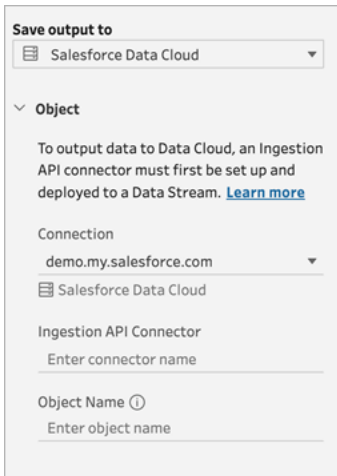 Save output to
Salesforce Data Cloud
Object
To output data to Data Cloud, an Ingestion
API connector must first be set up and
deployed to a Data Stream. Learn more
Connection
demo.my.salesforce.com
Salesforce Data Cloud
Ingestion API Connector
Enter connector name
Object Name
Enter object name